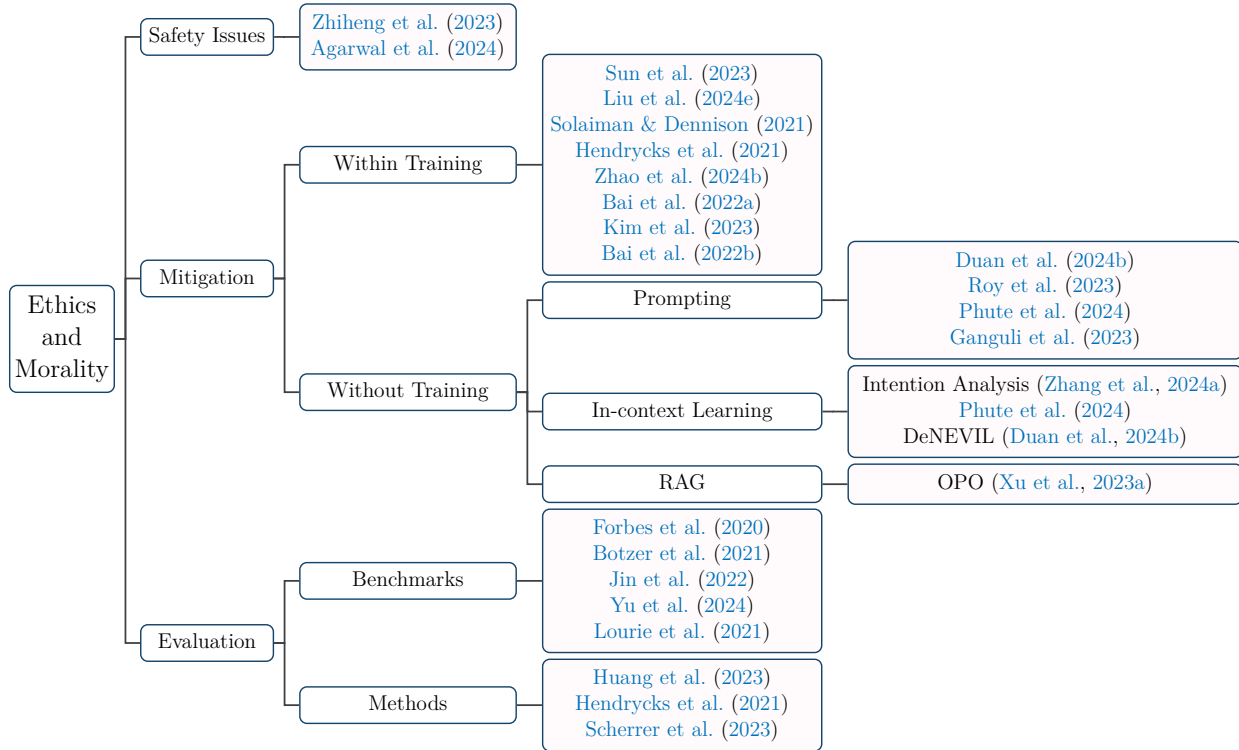 Ethics
and
Morality
Safety Issues
Zhiheng et al. (2023)
Agarwal et al. (2024)
Mitigation
Within Training
Sun et al. (2023)
Liu et al. (2024e)
Solaiman & Dennison (2021)
Hendrycks et al. (2021)
Zhao et al. (2024b)
Bai et al. (2022a)
Kim et al. (2023)
Bai et al. (2022b)
Without Training
Prompting
Duan et al. (2024b)
Roy et al. (2023)
Phute et al. (2024)
Ganguli et al. (2023)
In-context Learning
Intention Analysis (Zhang et al., 2024a)
Phute et al. (2024)
DeNEVIL (Duan et al., 2024b)
RAG
OPO (Xu et al., 2023a)
Evaluation
Benchmarks
Forbes et al. (2020)
Botzer et al. (2021)
Jin et al. (2022)
Yu et al. (2024)
Lourie et al. (2021)
Methods
Huang et al. (2023)
Hendrycks et al. (2021)
Scherrer et al. (2023)